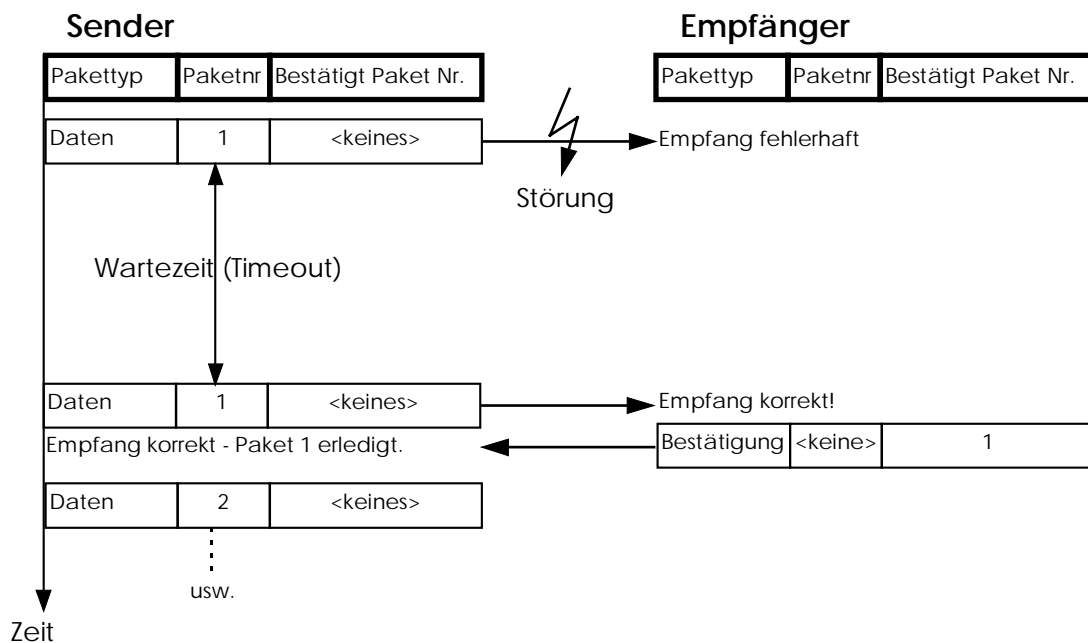 Sender Empfänger
Pakettyp Paketnr Bestätigt Paket Nr. Pakettyp Paketnr Bestätigt Paket Nr.
Daten 1 <keines> Empfang fehlerhaft
Störung
Wartezeit (Timeout)
Daten 1 <keines> Empfang korrekt!
Empfang korrekt - Paket 1 erledigt. Bestätigung <keine> 1
Daten 2 <keines>
usw.
Zeit